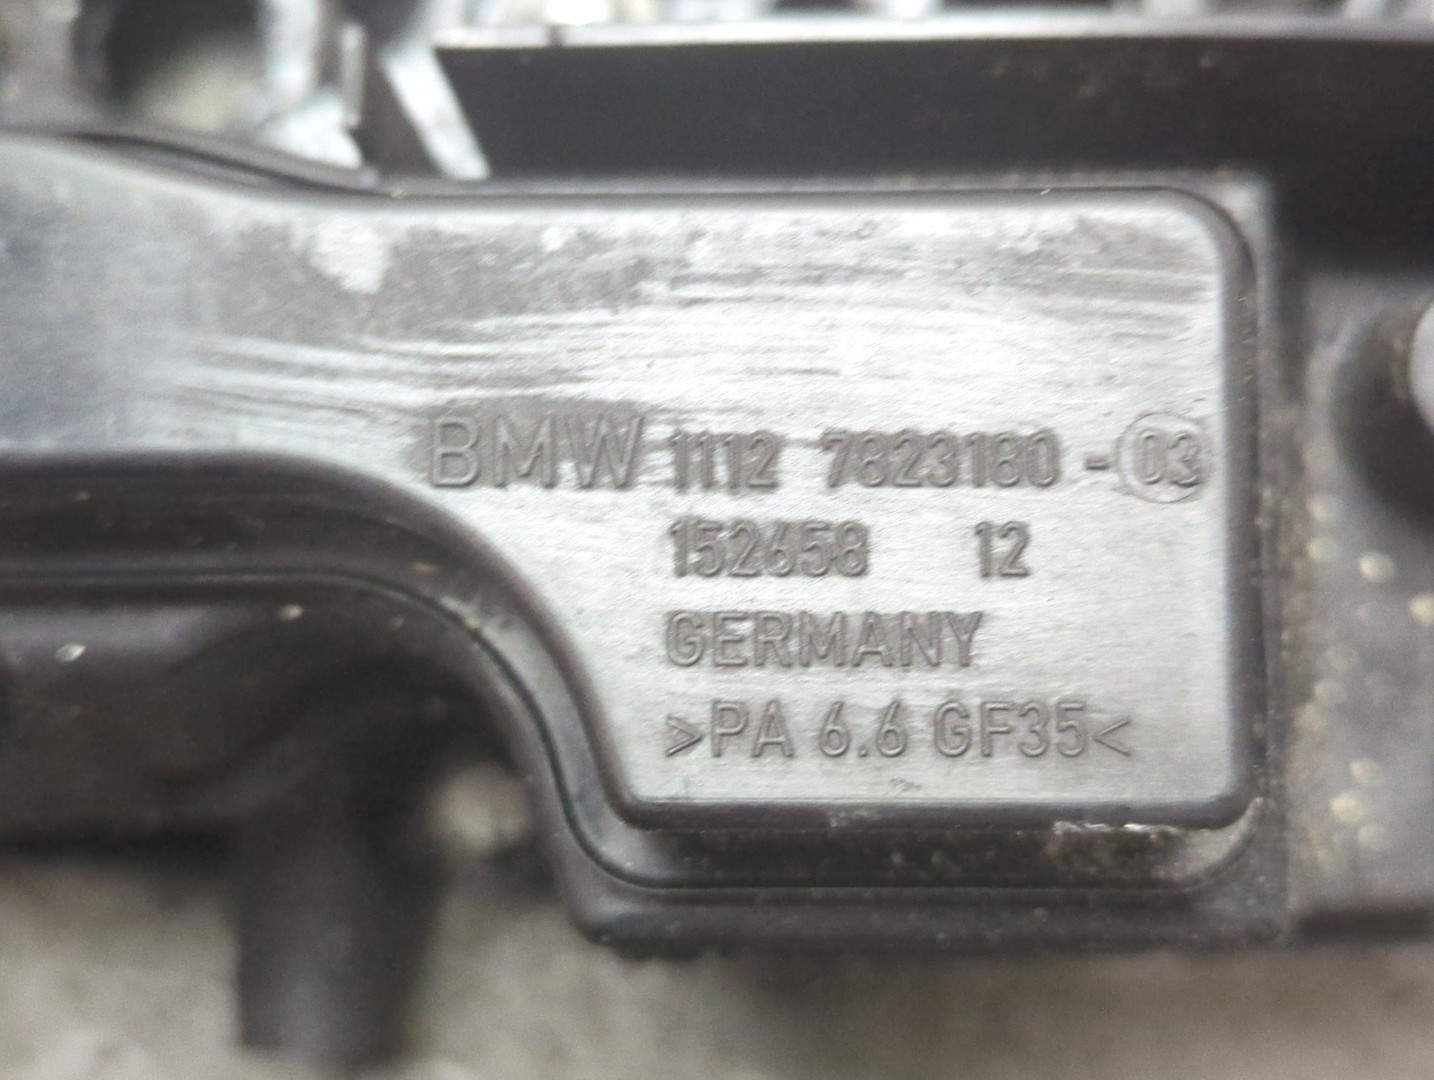 BMW 1112 7823180 - 03
152658 12
GERMANY
>PA 6.6 GF35<